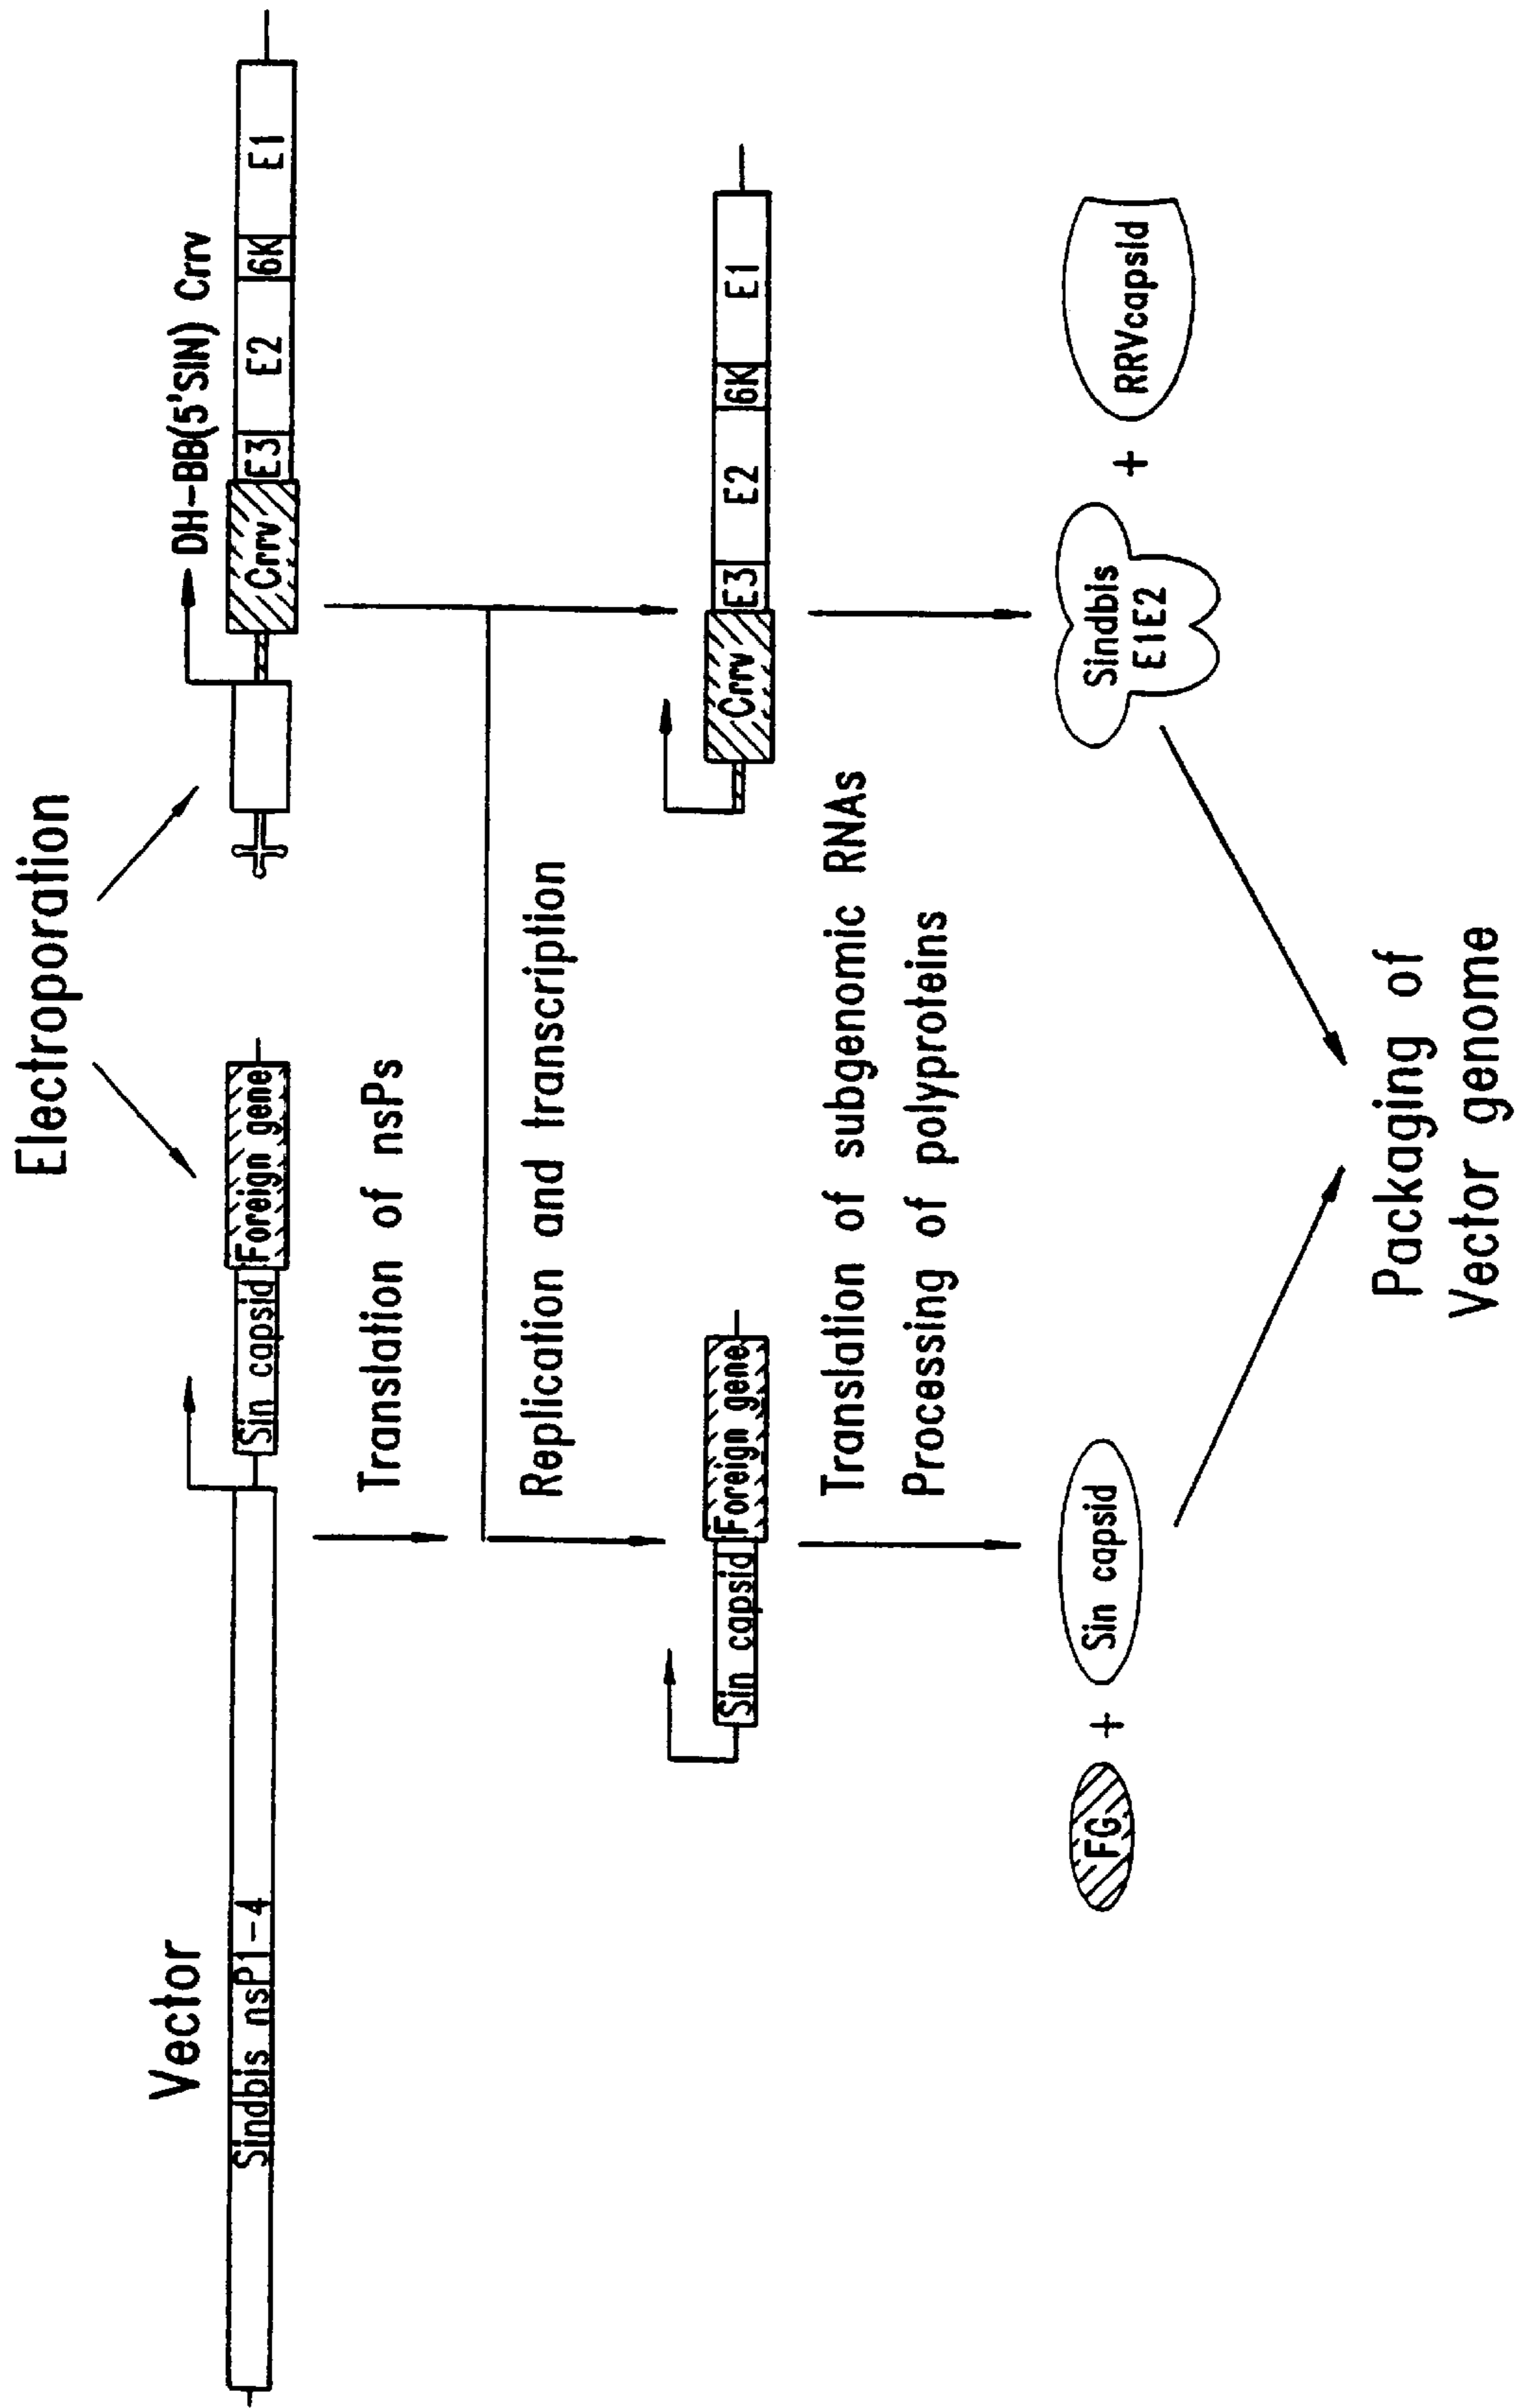 Electroporation
Vector
DH-BB(5'SIN) Crrv
Sindbis nsP1-4
Sin capsid
Foreign gene
Crrv
E3
E2
6K
E1
Translation of nsPs
Replication and transcription
Sin capsid
Foreign gene
Crrv
E3
E2
6K
E1
Translation of subgenomic RNAs
Processing of polyproteins
FG
+
Sin capsid
Sindbis
E1E2
+
RRVcapsid
Packaging of
Vector genome